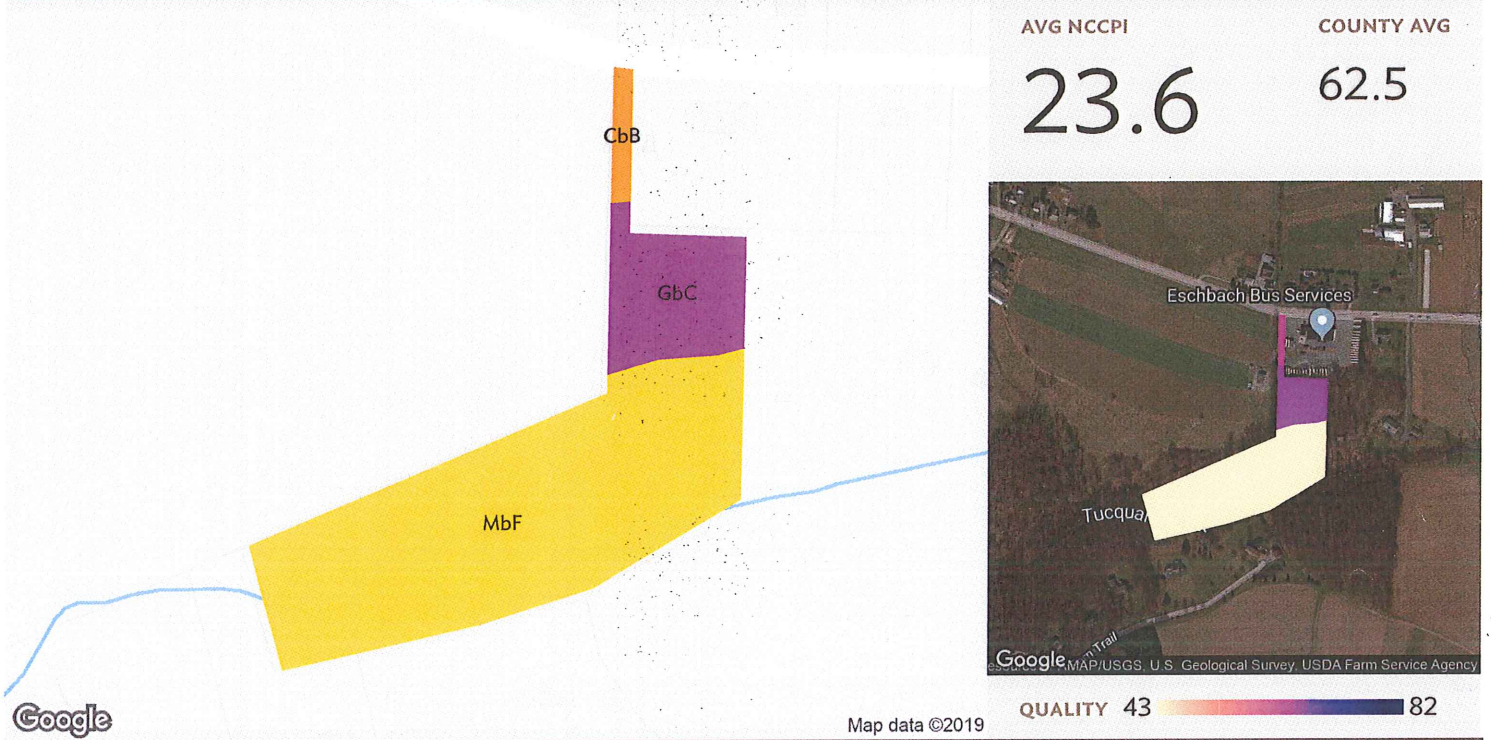 AVG NCCPI
COUNTY AVG
23.6
62.5
CbB
GbC
MbF
Eschbach Bus Services
Tucqua
n Trail
Google
MAP/USGS, U.S. Geological Survey, USDA Farm Service Agency
Google
Map data ©2019
QUALITY 43
82